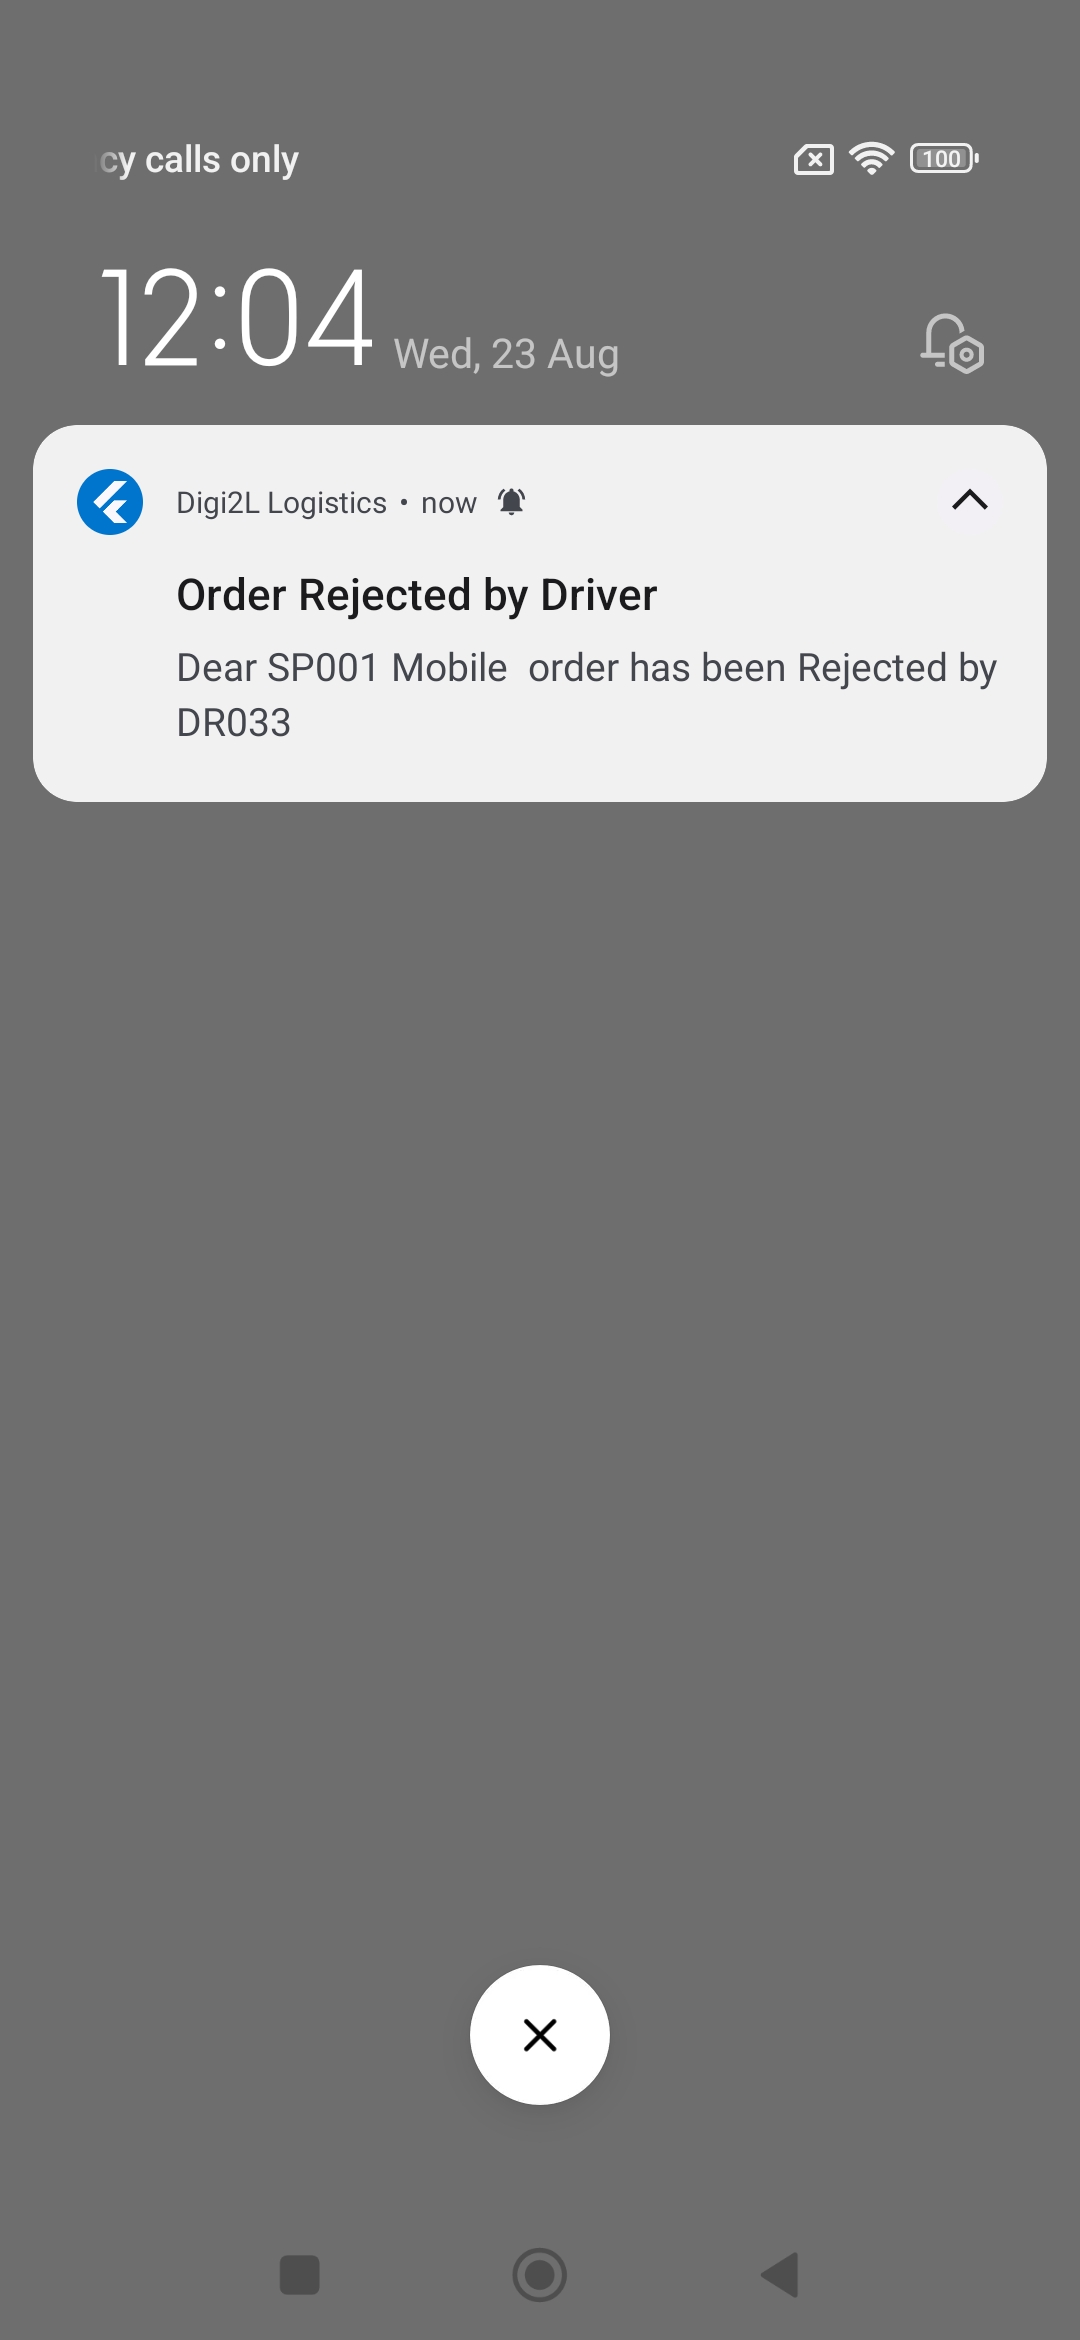 cy calls only
100
12:04 Wed, 23 Aug
Digi2L Logistics • now
Order Rejected by Driver
Dear SP001 Mobile  order has been Rejected by
DR033